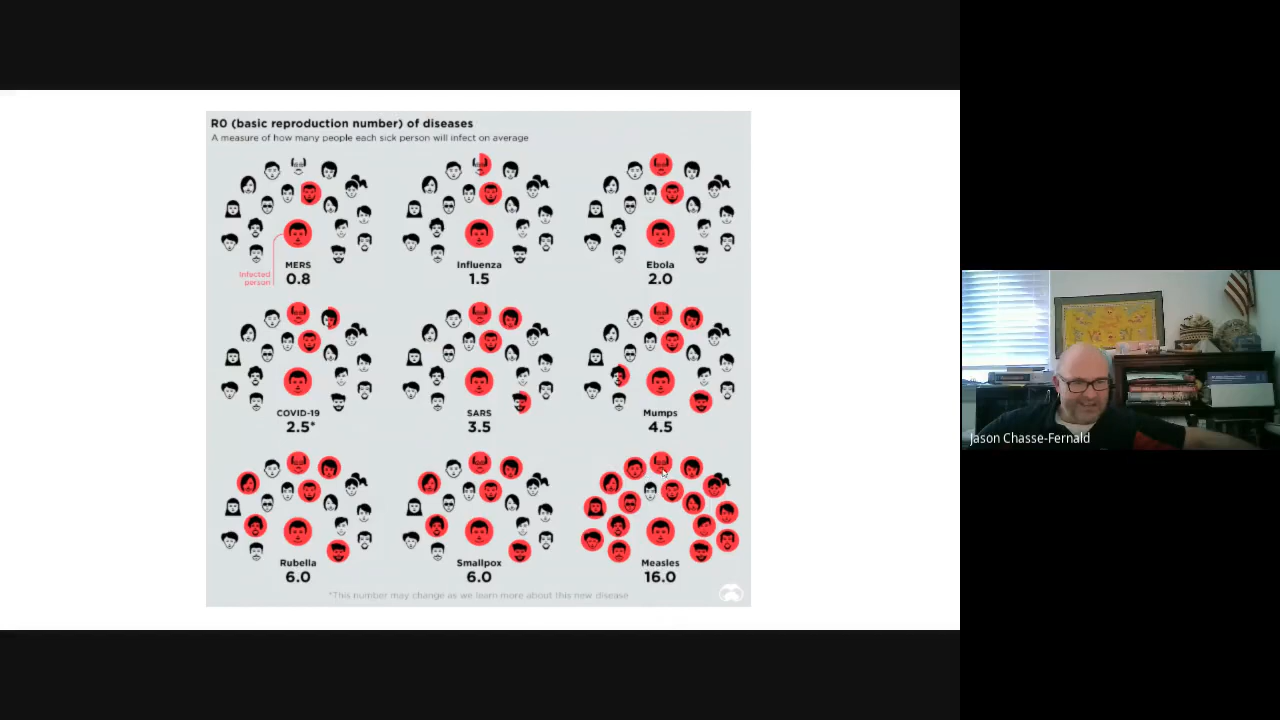 R0 (basic reproduction number) of diseases
A measure of how many people each sick person will infect on average
Infected
person
MERS
0.8
Influenza
1.5
Ebola
2.0
COVID-19
2.5*
SARS
3.5
Mumps
4.5
Rubella
6.0
Smallpox
6.0
Measles
16.0
*This number may change as we learn more about this new disease
Jason Chasse-Fernald